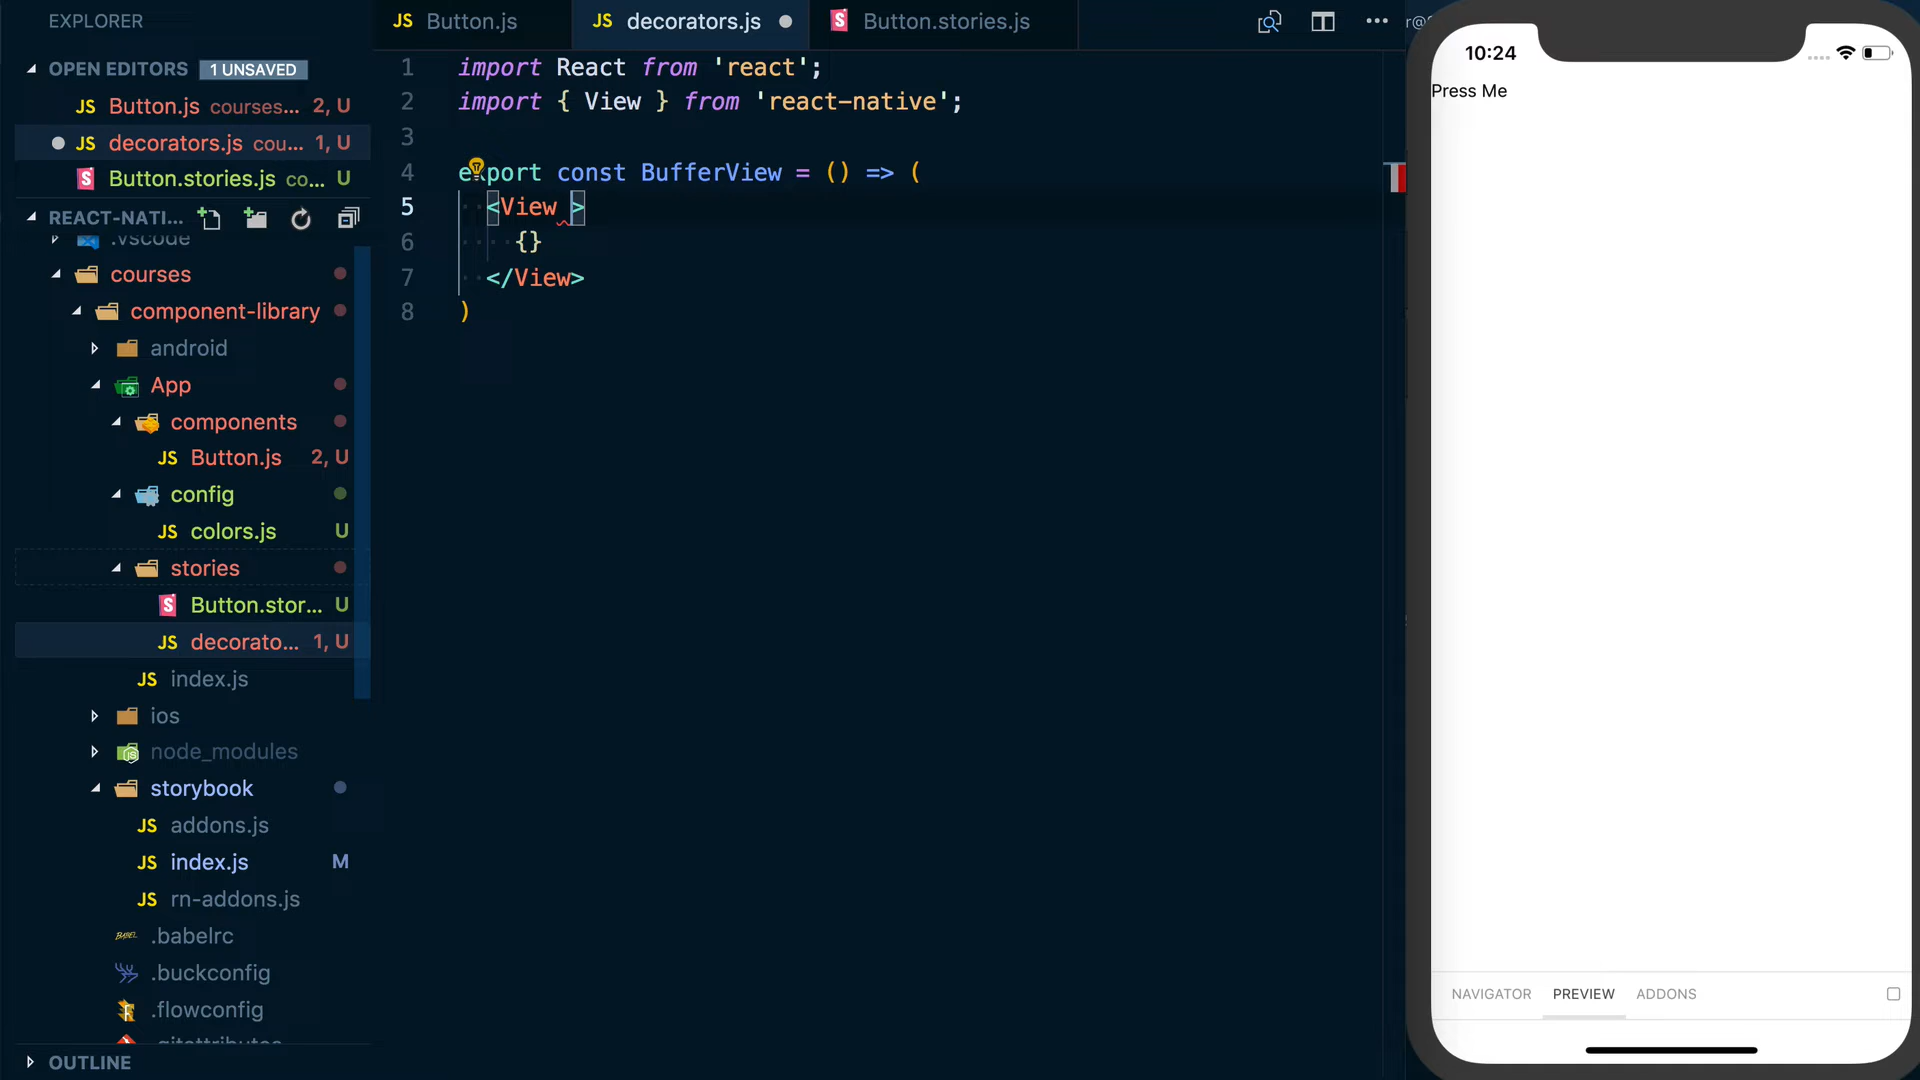 EXPLORER
OPEN EDITORS 1 UNSAVED
JS Button.js courses... 2, U
JS decorators.js cou... 1, U
Button.stories.js co... U
REACT-NATI...
.vscode
courses
component-library
android
App
components
JS Button.js 2, U
config
JS colors.js U
stories
Button.stor... U
JS decorato... 1, U
JS index.js
ios
node_modules
storybook
JS addons.js
JS index.js M
JS rn-addons.js
.babelrc
.buckconfig
.flowconfig
.gitattributes
OUTLINE
JS Button.js
JS decorators.js
Button.stories.js
1 import React from 'react';
2 import { View } from 'react-native';
3
4 export const BufferView = () => (
5 <View >
6 {}
7 </View>
8 )
10:24
Press Me
NAVIGATOR PREVIEW ADDONS